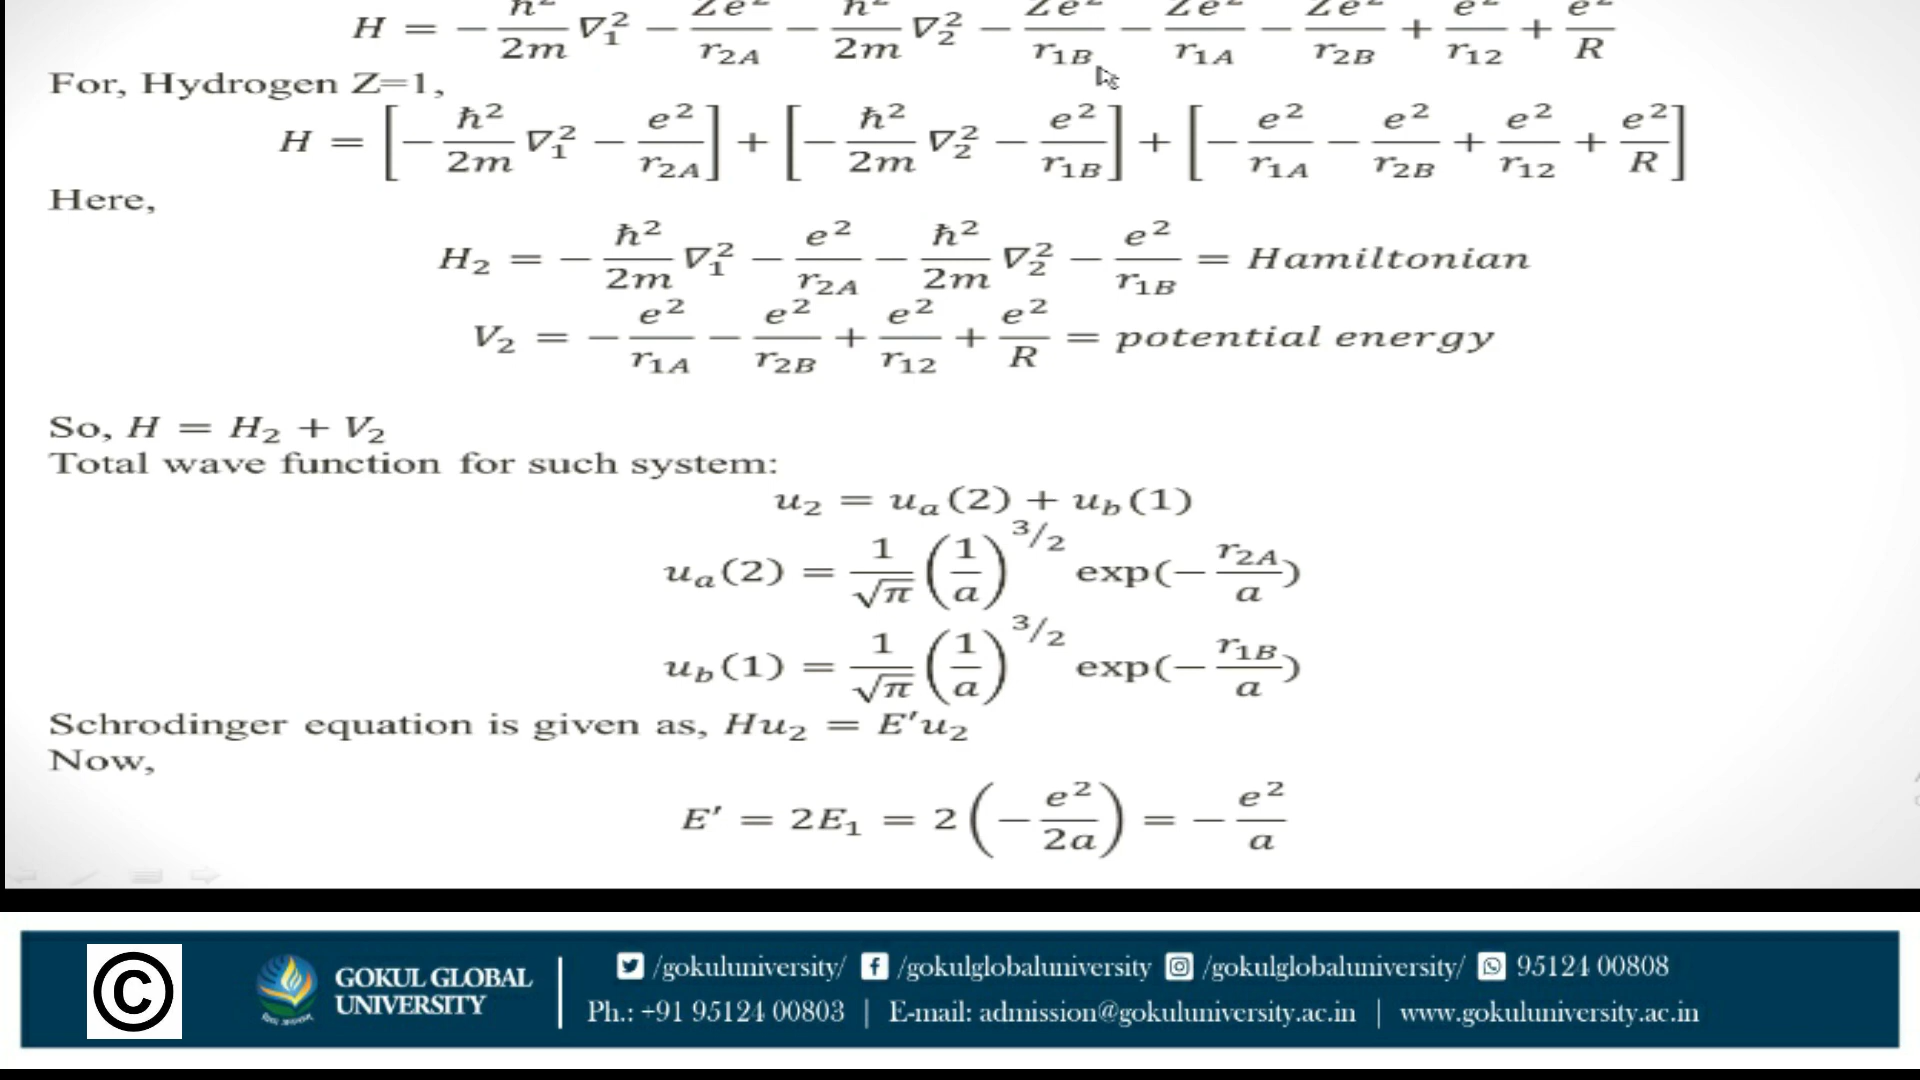 H = − ħ²/2m ∇₁² − Ze²/r₂A − ħ²/2m ∇₂² − Ze²/r₁B − Ze²/r₁A − Ze²/r₂B + e²/r₁₂ + e²/R
For, Hydrogen Z=1,
H = [− ħ²/2m ∇₁² − e²/r₂A] + [− ħ²/2m ∇₂² − e²/r₁B] + [− e²/r₁A − e²/r₂B + e²/r₁₂ + e²/R]
Here,
H₂ = − ħ²/2m ∇₁² − e²/r₂A − ħ²/2m ∇₂² − e²/r₁B = Hamiltonian
V₂ = − e²/r₁A − e²/r₂B + e²/r₁₂ + e²/R = potential energy
So, H = H₂ + V₂
Total wave function for such system:
u₂ = uₐ(2) + u_b(1)
uₐ(2) = 1/√π (1/a)^3/2 exp(− r₂A/a)
u_b(1) = 1/√π (1/a)^3/2 exp(− r₁B/a)
Schrodinger equation is given as, Hu₂ = E′u₂
Now,
E′ = 2E₁ = 2 (− e²/2a) = − e²/a
©
GOKUL GLOBAL
UNIVERSITY
/gokuluniversity/ /gokulglobaluniversity /gokulglobaluniversity/ 95124 00808
Ph.: +91 95124 00803 | E-mail: admission@gokuluniversity.ac.in | www.gokuluniversity.ac.in